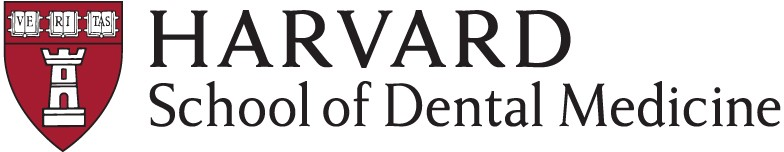 VE RI TAS
HARVARD
School of Dental Medicine